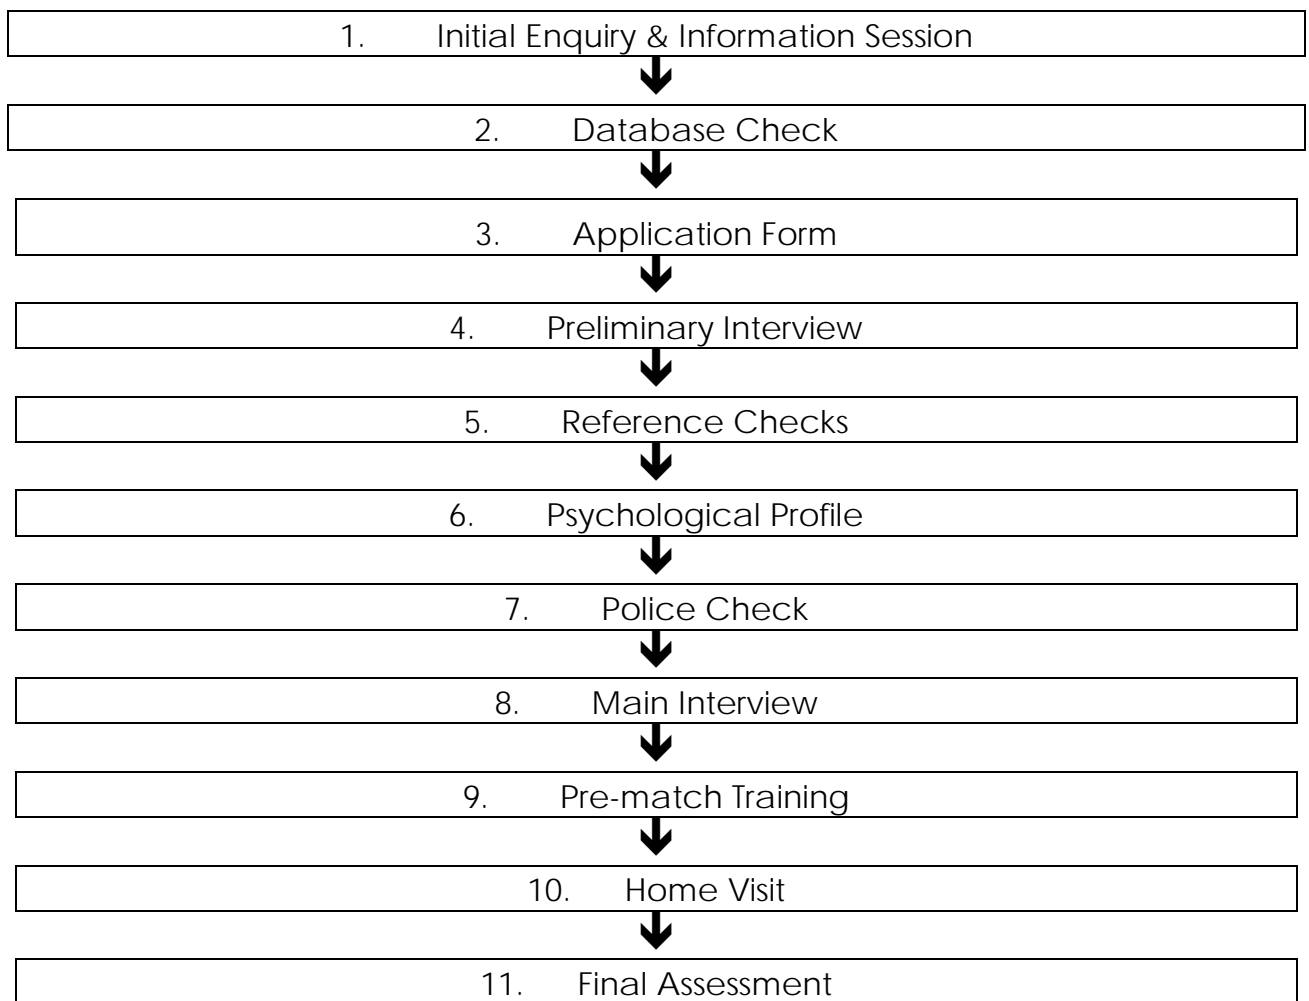 1. Initial Enquiry & Information Session
2. Database Check
3. Application Form
4. Preliminary Interview
5. Reference Checks
6. Psychological Profile
7. Police Check
8. Main Interview
9. Pre-match Training
10. Home Visit
11. Final Assessment